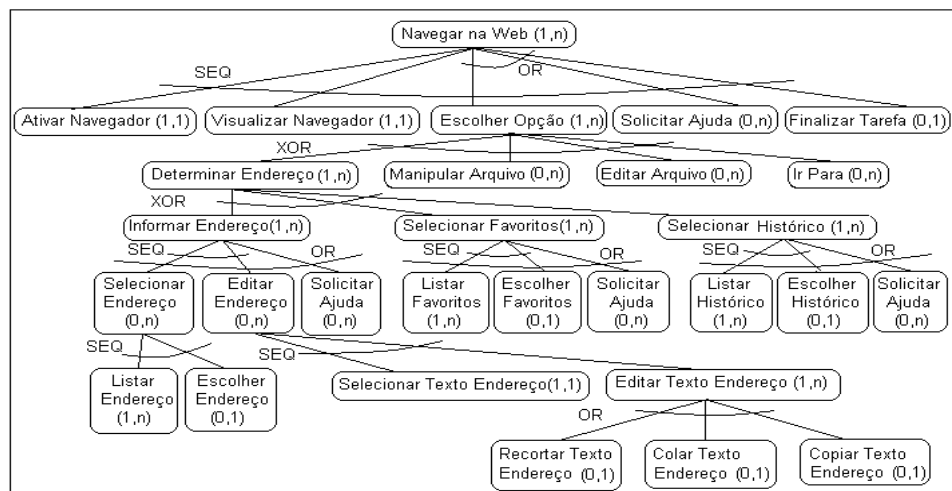 Navegar na Web (1,n)
SEQ
OR
Ativar Navegador (1,1)
Visualizar Navegador (1,1)
Escolher Opção (1,n)
Solicitar Ajuda (0,n)
Finalizar Tarefa (0,1)
XOR
Determinar Endereço (1,n)
Manipular Arquivo (0,n)
Editar Arquivo (0,n)
Ir Para (0,n)
XOR
Informar Endereço(1,n)
Selecionar Favoritos(1,n)
Selecionar Histórico (1,n)
SEQ
OR
SEQ
OR
SEQ
OR
Selecionar
Endereço
(0,n)
Editar
Endereço
(0,n)
Solicitar
Ajuda
(0,n)
Listar
Favoritos
(1,n)
Escolher
Favoritos
(0,1)
Solicitar
Ajuda
(0,n)
Listar
Histórico
(1,n)
Escolher
Histórico
(0,1)
Solicitar
Ajuda
(0,n)
SEQ
SEQ
Listar
Endereço
(1,n)
Escolher
Endereço
(0,1)
Selecionar Texto Endereço(1,1)
Editar Texto Endereço (1,n)
OR
Recortar Texto
Endereço (0,1)
Colar Texto
Endereço (0,1)
Copiar Texto
Endereço (0,1)